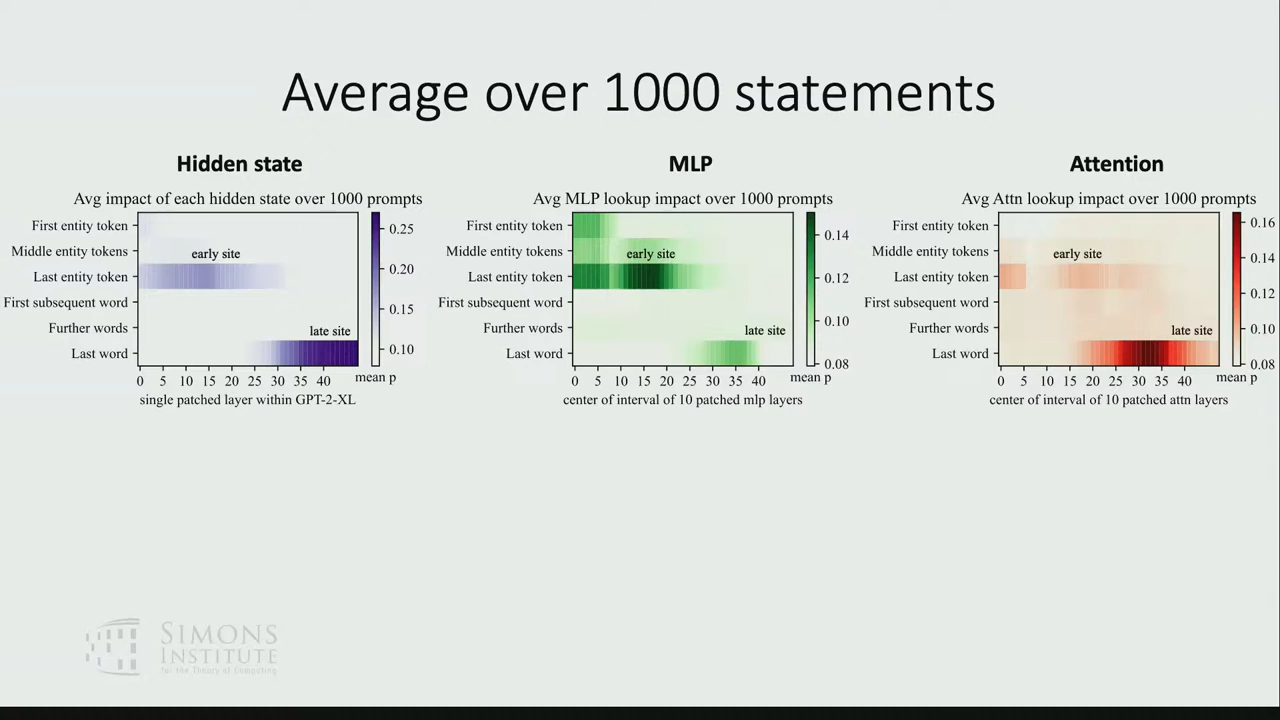 Average over 1000 statements
Hidden state
Avg impact of each hidden state over 1000 prompts
First entity token
Middle entity tokens
early site
Last entity token
First subsequent word
Further words
late site
Last word
0 5 10 15 20 25 30 35 40
single patched layer within GPT-2-XL
0.25
0.20
0.15
0.10
mean p
MLP
Avg MLP lookup impact over 1000 prompts
First entity token
Middle entity tokens
early site
Last entity token
First subsequent word
Further words
late site
Last word
0 5 10 15 20 25 30 35 40
center of interval of 10 patched mlp layers
0.14
0.12
0.10
0.08
mean p
Attention
Avg Attn lookup impact over 1000 prompts
First entity token
Middle entity tokens
early site
Last entity token
First subsequent word
Further words
late site
Last word
0 5 10 15 20 25 30 35 40
center of interval of 10 patched attn layers
0.16
0.14
0.12
0.10
0.08
mean p
SIMONS
INSTITUTE
for the Theory of Computing